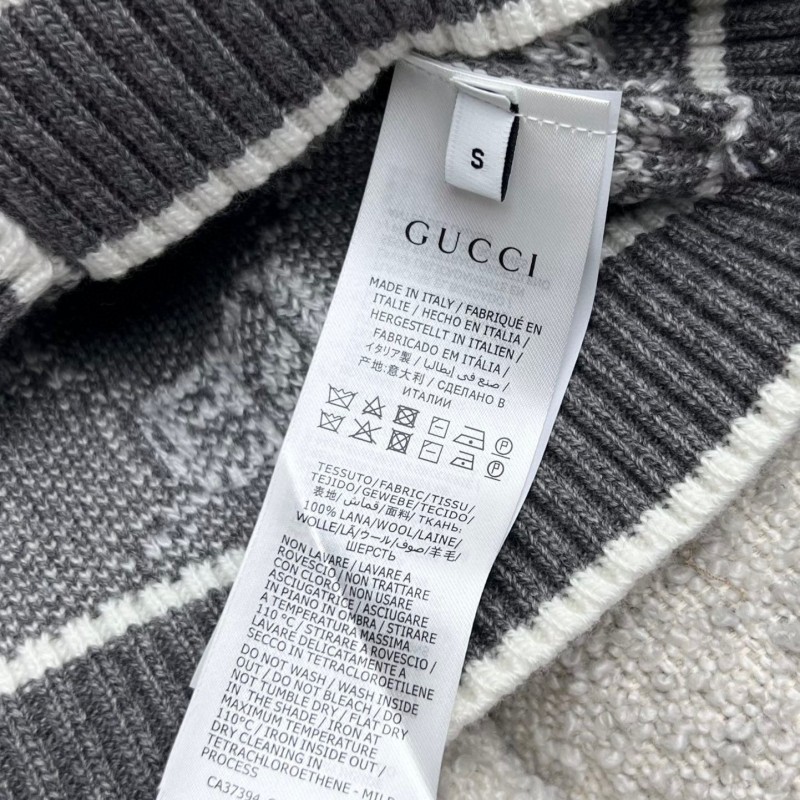 S
GUCCI
MADE IN ITALY / FABRIQUÉ EN
ITALIE / HECHO EN ITALIA /
HERGESTELLT IN ITALIEN /
FABRICADO EM ITÁLIA /
イタリア製 / صنع في إيطاليا /
产地:意大利 / СДЕЛАНО В
ИТАЛИИ
TESSUTO/FABRIC/TISSU/
TEJIDO/GEWEBE/TECIDO/
表地/قماش/面料/ТКАНЬ.
100% LANA/WOOL/LAINE/
WOLLE/LÃ/ウール/صوف/羊毛/
ШЕРСТЬ
NON LAVARE / LAVARE A
ROVESCIO / NON TRATTARE
CON CLORO / NON USARE
ASCIUGATRICE / ASCIUGARE
IN PIANO IN OMBRA / STIRARE
A TEMPERATURA MASSIMA
110°C / STIRARE A ROVESCIO /
LAVARE DELICATAMENTE A
SECCO IN TETRACLOROETILENE
DO NOT WASH / WASH INSIDE
OUT / DO NOT BLEACH / DO
NOT TUMBLE DRY / FLAT DRY
IN THE SHADE / IRON AT
MAXIMUM TEMPERATURE
110°C / IRON INSIDE OUT /
DRY CLEANING IN
TETRACHLOROETHENE - MILD
PROCESS
CA37394